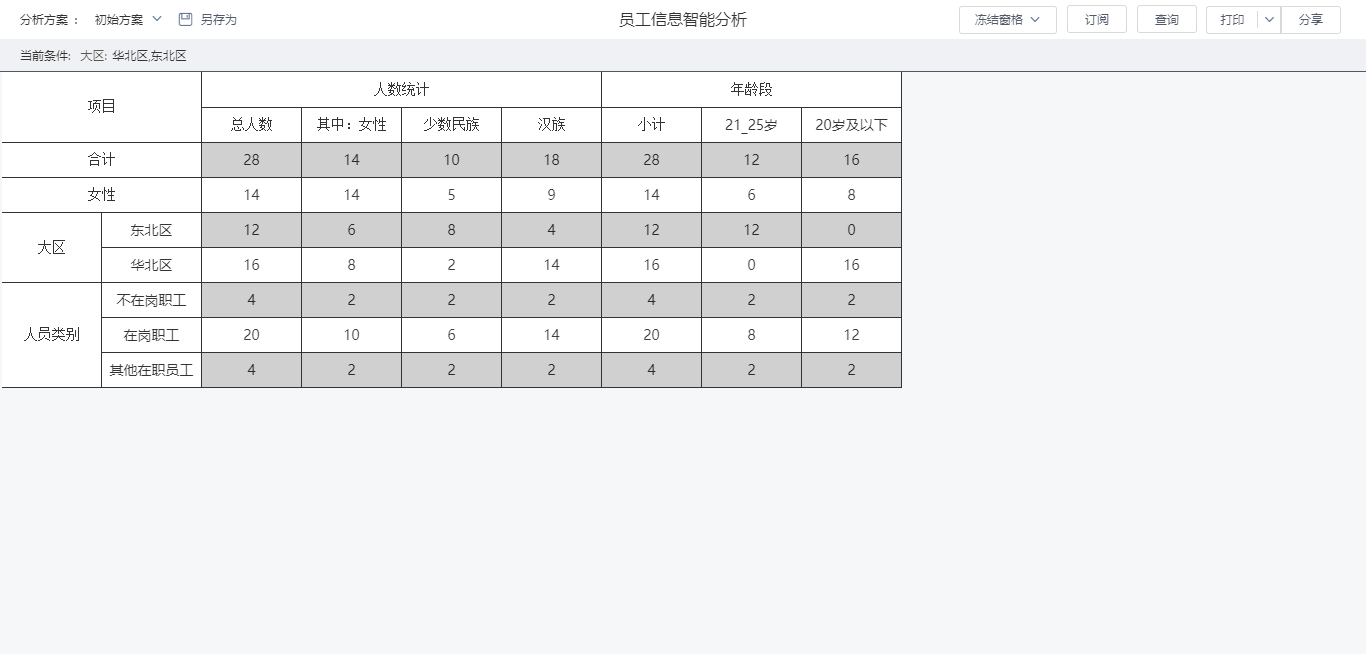 分析方案 ： 初始方案 另存为 员工信息智能分析 冻结窗格 订阅 查询 打印 分享
当前条件: 大区: 华北区,东北区
项目 人数统计 年龄段
总人数 其中：女性 少数民族 汉族 小计 21_25岁 20岁及以下
合计 28 14 10 18 28 12 16
女性 14 14 5 9 14 6 8
大区 东北区 12 6 8 4 12 12 0
华北区 16 8 2 14 16 0 16
人员类别 不在岗职工 4 2 2 2 4 2 2
在岗职工 20 10 6 14 20 8 12
其他在职员工 4 2 2 2 4 2 2